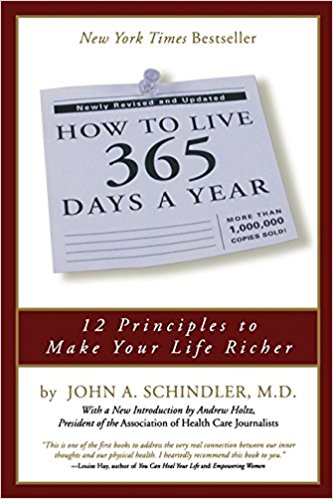 New York Times Bestseller
Newly Revised and Updated
HOW TO LIVE
365
DAYS A YEAR
MORE THAN
1,000,000
COPIES SOLD!
12 Principles to
Make Your Life Richer
by JOHN A. SCHINDLER, M.D.
With a New Introduction by Andrew Holtz,
President of the Association of Health Care Journalists
"This is one of the first books to address the very real connection between our inner
thoughts and our physical health. I heartily recommend this book to you."
—Louise Hay, author of You Can Heal Your Life and Empowering Women